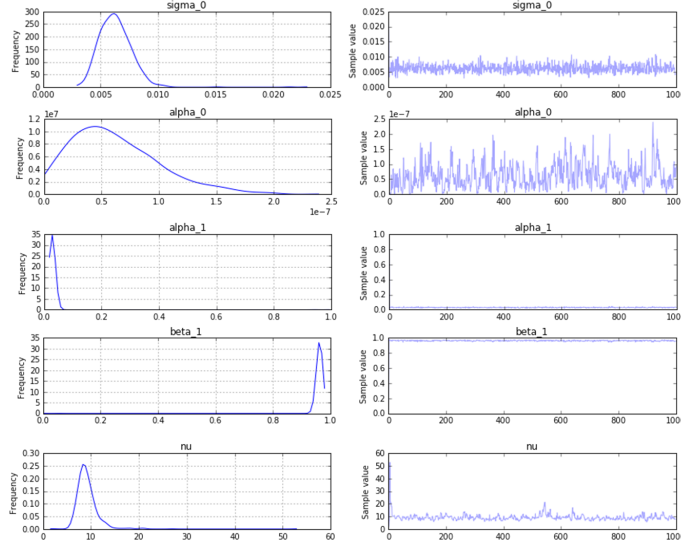 sigma_0 sigma_0
Frequency 300 250 200 150 100 50 0
0.000 0.005 0.010 0.015 0.020 0.025
Sample value 0.025 0.020 0.015 0.010 0.005 0.000
0 200 400 600 800 1000
alpha_0 alpha_0
1e7
Frequency 1.2 1.0 0.8 0.6 0.4 0.2 0.0
0.0 0.5 1.0 1.5 2.0 2.5
1e−7
1e−7
Sample value 2.5 2.0 1.5 1.0 0.5 0.0
0 200 400 600 800 1000
alpha_1 alpha_1
Frequency 35 30 25 20 15 10 5 0
0.0 0.2 0.4 0.6 0.8 1.0
Sample value 1.0 0.8 0.6 0.4 0.2 0.0
0 200 400 600 800 1000
beta_1 beta_1
Frequency 35 30 25 20 15 10 5 0
0.0 0.2 0.4 0.6 0.8 1.0
Sample value 1.0 0.8 0.6 0.4 0.2 0.0
0 200 400 600 800 1000
nu nu
Frequency 0.30 0.25 0.20 0.15 0.10 0.05 0.00
0 10 20 30 40 50 60
Sample value 60 50 40 30 20 10 0
0 200 400 600 800 1000